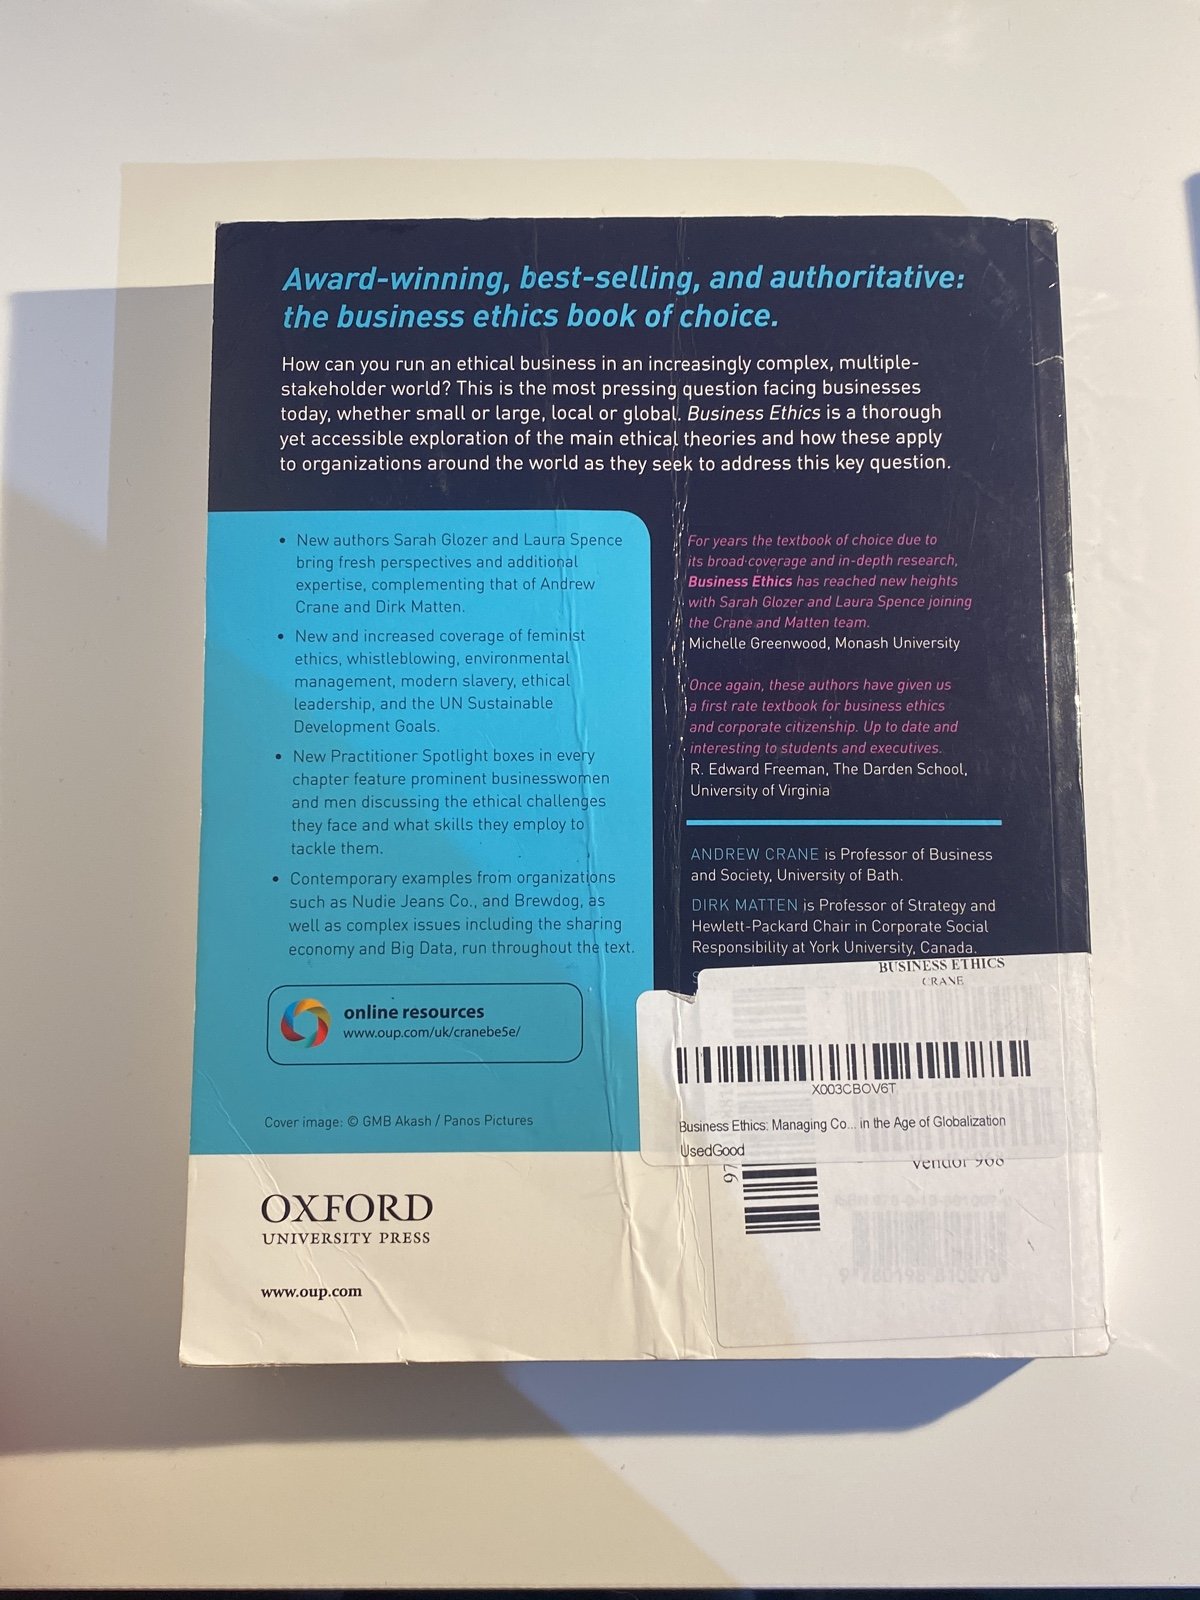 Award-winning, best-selling, and authoritative:
the business ethics book of choice.
How can you run an ethical business in an increasingly complex, multiple-
stakeholder world? This is the most pressing question facing businesses
today, whether small or large, local or global. Business Ethics is a thorough
yet accessible exploration of the main ethical theories and how these apply
to organizations around the world as they seek to address this key question.
• New authors Sarah Glozer and Laura Spence
bring fresh perspectives and additional
expertise, complementing that of Andrew
Crane and Dirk Matten.
• New and increased coverage of feminist
ethics, whistleblowing, environmental
management, modern slavery, ethical
leadership, and the UN Sustainable
Development Goals.
• New Practitioner Spotlight boxes in every
chapter feature prominent businesswomen
and men discussing the ethical challenges
they face and what skills they employ to
tackle them.
• Contemporary examples from organizations
such as Nudie Jeans Co., and Brewdog, as
well as complex issues including the sharing
economy and Big Data, run throughout the text.
online resources
www.oup.com/uk/cranebe5e/
Cover image: © GMB Akash / Panos Pictures
OXFORD
UNIVERSITY PRESS
www.oup.com
For years the textbook of choice due to
its broad coverage and in-depth research,
Business Ethics has reached new heights
with Sarah Glozer and Laura Spence joining
the Crane and Matten team.
Michelle Greenwood, Monash University
Once again, these authors have given us
a first rate textbook for business ethics
and corporate citizenship. Up to date and
interesting to students and executives.
R. Edward Freeman, The Darden School,
University of Virginia
ANDREW CRANE is Professor of Business
and Society, University of Bath.
DIRK MATTEN is Professor of Strategy and
Hewlett-Packard Chair in Corporate Social
Responsibility at York University, Canada.
BUSINESS ETHICS
CRANE
X003CBOV6T
Business Ethics: Managing Co... in the Age of Globalization
UsedGood
Vendor 968
97